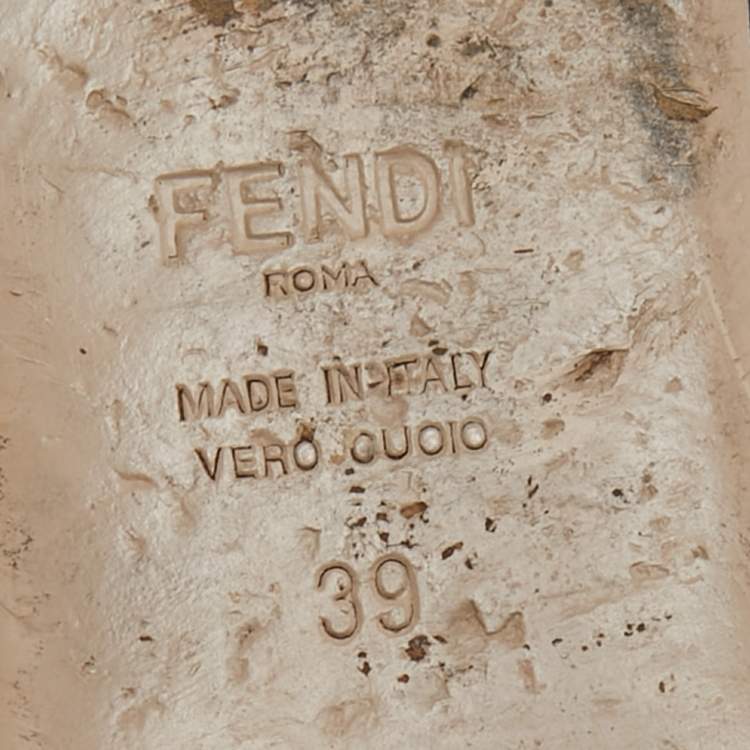 FENDI
ROMA
MADE IN ITALY
VERO CUOIO
39